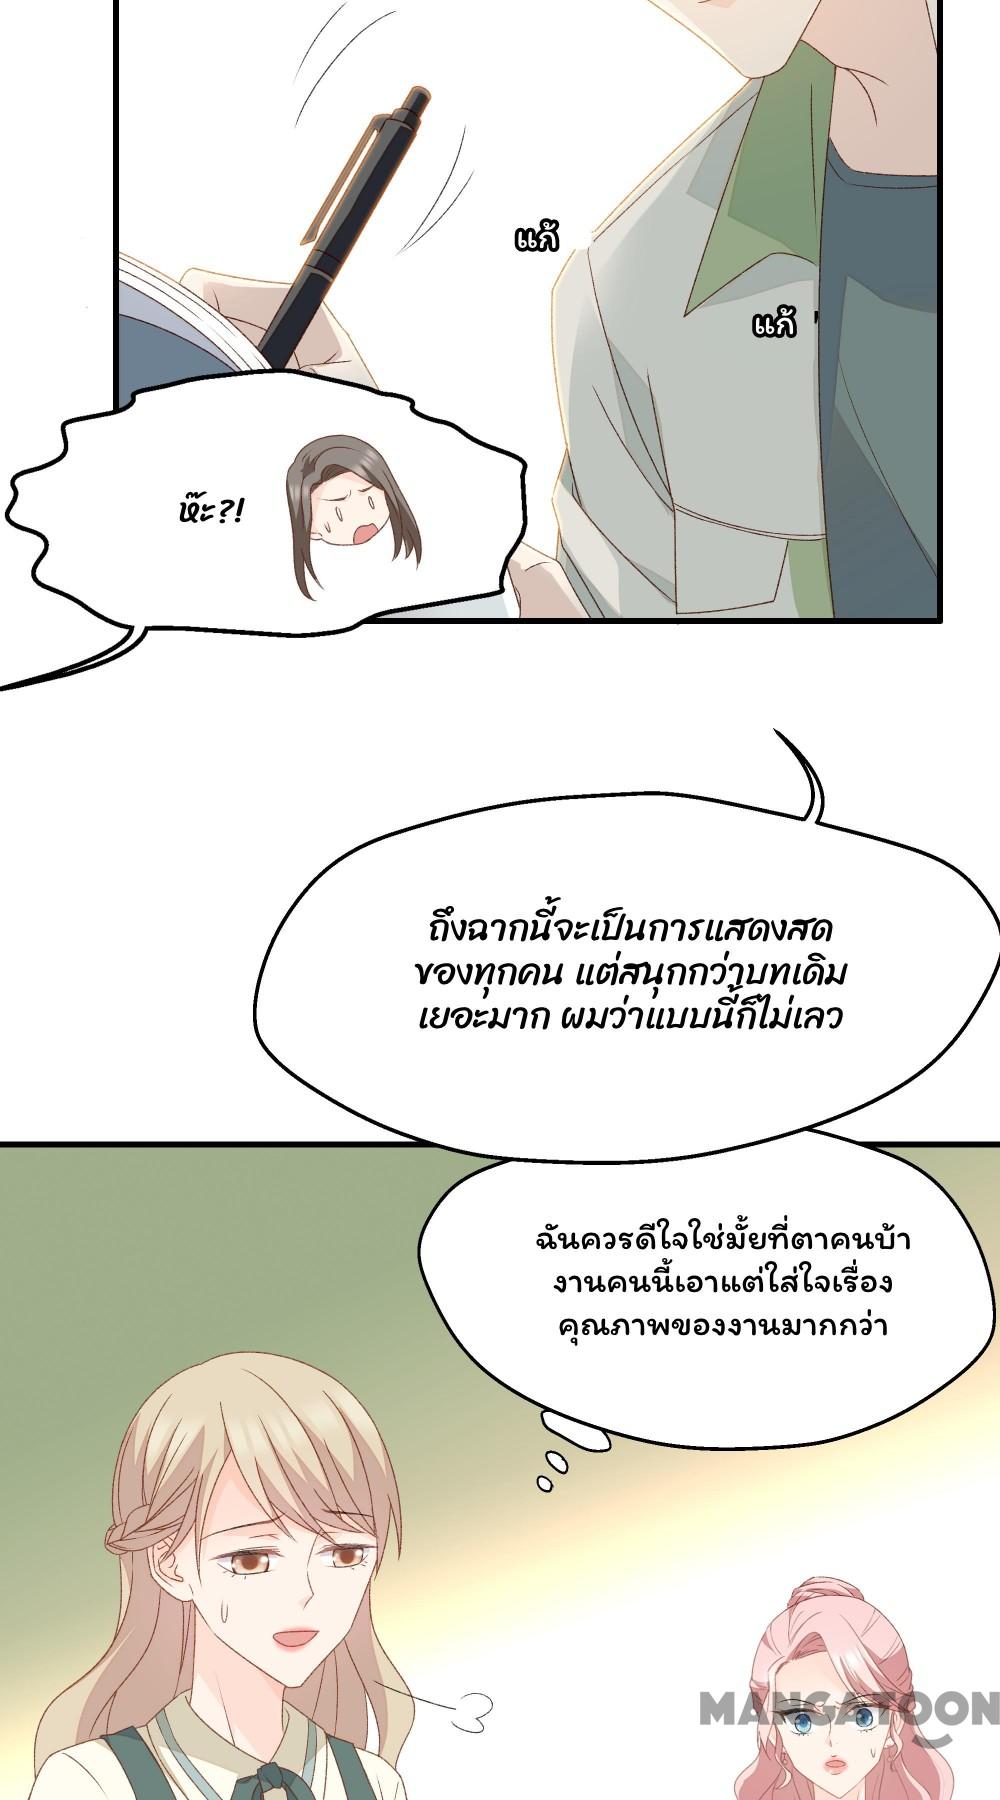 แก้
แก้
ห๊ะ?!
ถึงฉากนี้จะเป็นการแสดงสด
ของทุกคน แต่สนุกกว่าบทเดิม
เยอะมาก ผมว่าแบบนี้ก็ไม่เลว
ฉันควรดีใจใช่มั้ยที่ตาคนบ้า
งานคนนี้เอาแต่ใส่ใจเรื่อง
คุณภาพของงานมากกว่า
MANGATOON